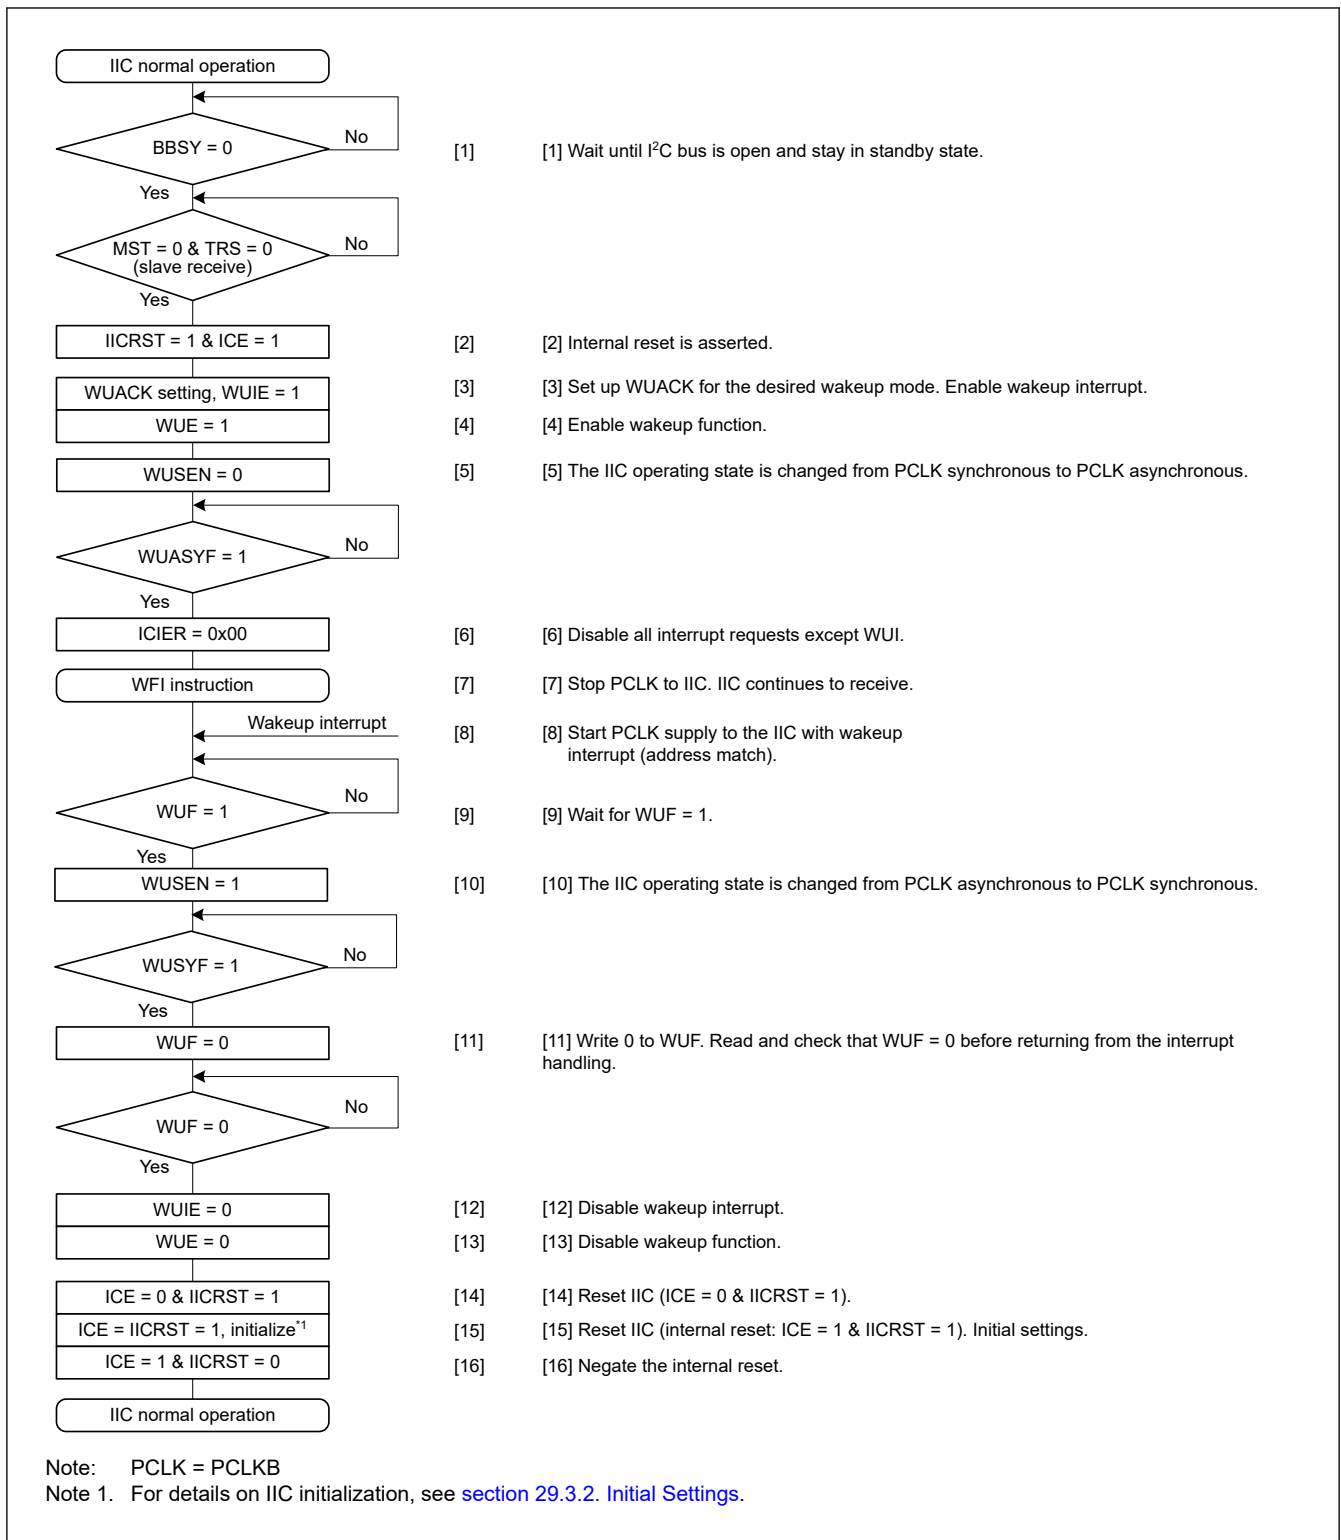 IIC normal operation
No
BBSY = 0
[1] [1] Wait until I²C bus is open and stay in standby state.
Yes
No
MST = 0 & TRS = 0
(slave receive)
Yes
IICRST = 1 & ICE = 1
[2] [2] Internal reset is asserted.
WUACK setting, WUIE = 1
[3] [3] Set up WUACK for the desired wakeup mode. Enable wakeup interrupt.
WUE = 1
[4] [4] Enable wakeup function.
WUSEN = 0
[5] [5] The IIC operating state is changed from PCLK synchronous to PCLK asynchronous.
No
WUASYF = 1
Yes
ICIER = 0x00
[6] [6] Disable all interrupt requests except WUI.
WFI instruction
[7] [7] Stop PCLK to IIC. IIC continues to receive.
Wakeup interrupt
[8] [8] Start PCLK supply to the IIC with wakeup
interrupt (address match).
No
WUF = 1
[9] [9] Wait for WUF = 1.
Yes
WUSEN = 1
[10] [10] The IIC operating state is changed from PCLK asynchronous to PCLK synchronous.
No
WUSYF = 1
Yes
WUF = 0
[11] [11] Write 0 to WUF. Read and check that WUF = 0 before returning from the interrupt
handling.
No
WUF = 0
Yes
WUIE = 0
[12] [12] Disable wakeup interrupt.
WUE = 0
[13] [13] Disable wakeup function.
ICE = 0 & IICRST = 1
[14] [14] Reset IIC (ICE = 0 & IICRST = 1).
ICE = IICRST = 1, initialize*1
[15] [15] Reset IIC (internal reset: ICE = 1 & IICRST = 1). Initial settings.
ICE = 1 & IICRST = 0
[16] [16] Negate the internal reset.
IIC normal operation
Note: PCLK = PCLKB
Note 1. For details on IIC initialization, see section 29.3.2. Initial Settings.